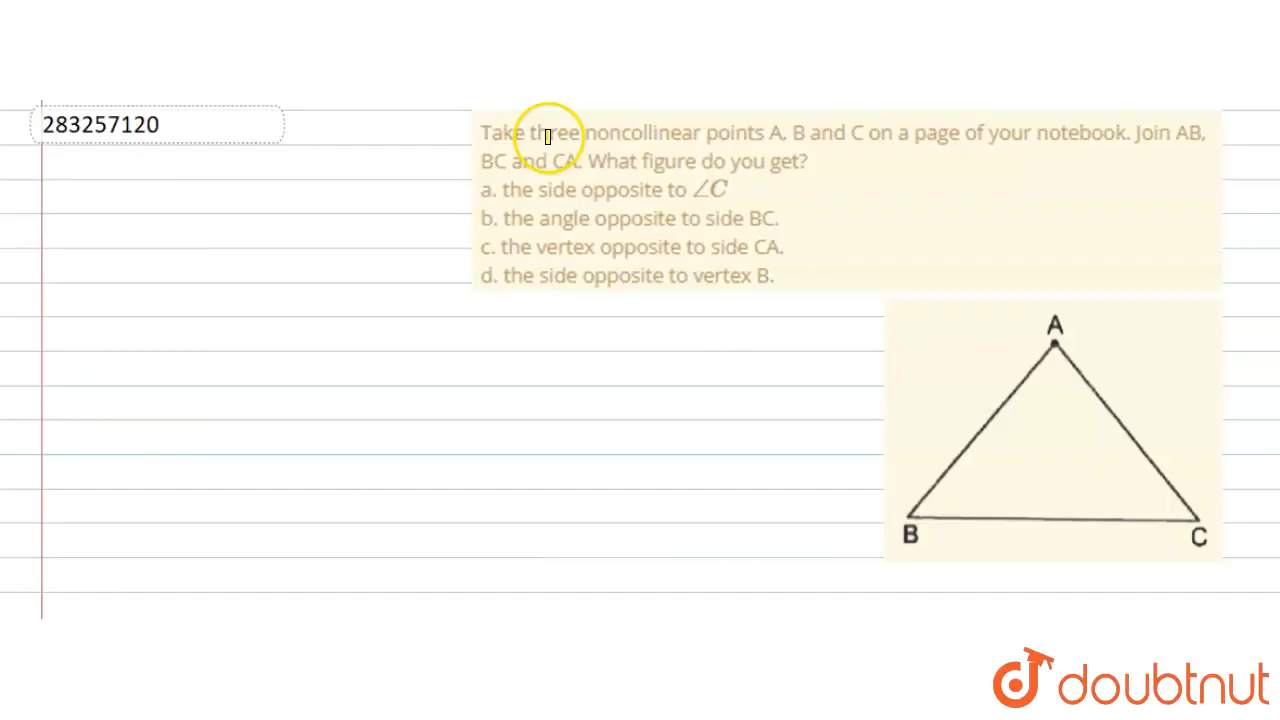 283257120
Take three noncollinear points A, B and C on a page of your notebook. Join AB,
BC and CA. What figure do you get?
a. the side opposite to ∠C
b. the angle opposite to side BC.
c. the vertex opposite to side CA.
d. the side opposite to vertex B.
A
B
C
doubtnut